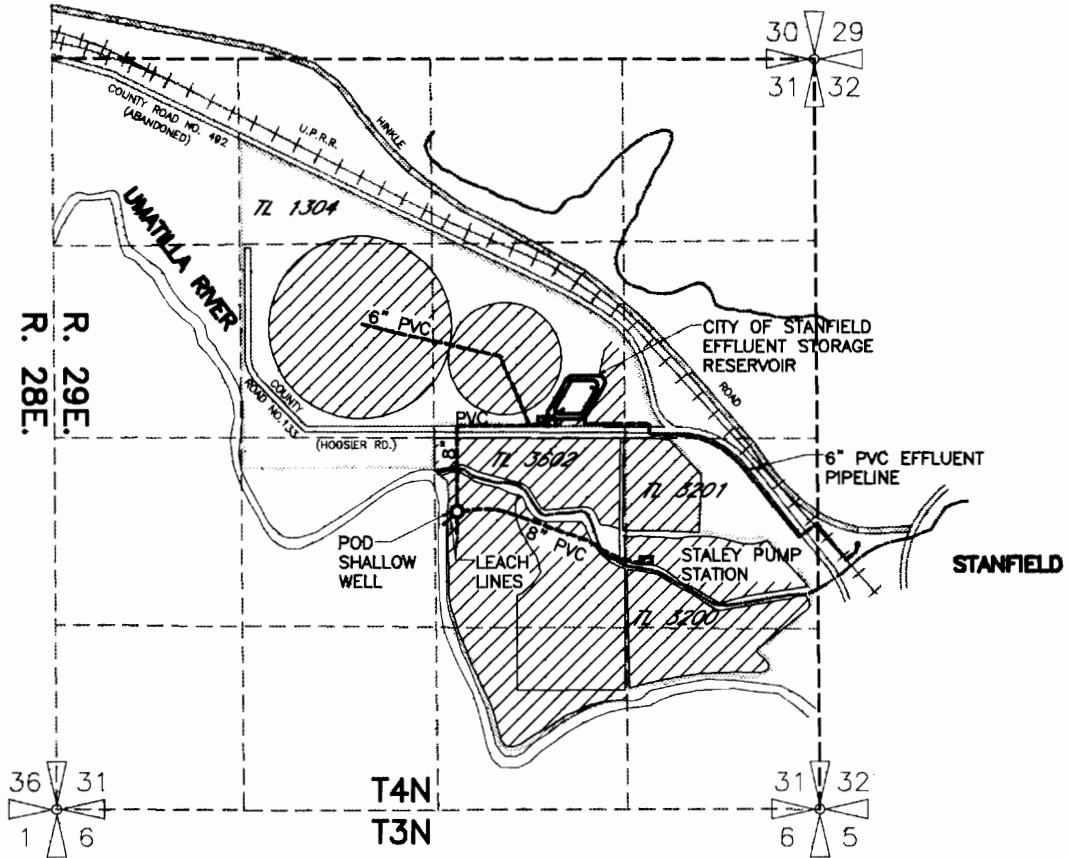 30 29
31 32
COUNTY ROAD NO. 492
(ABANDONED)
U.P.R.R.
HINKLE
TL 1304
UMATILLA RIVER
R. 29E.
R. 28E.
6" PVC
CITY OF STANFIELD
EFFLUENT STORAGE
RESERVOIR
ROAD
COUNTY
ROAD NO. 133
(HOOSIER RD.)
PVC
8"
TL 3602
TL 3201
6" PVC EFFLUENT
PIPELINE
POD
SHALLOW
WELL
LEACH
LINES
8" PVC
STALEY PUMP
STATION
STANFIELD
TL 3200
36 31
1 6
T4N
T3N
31 32
6 5